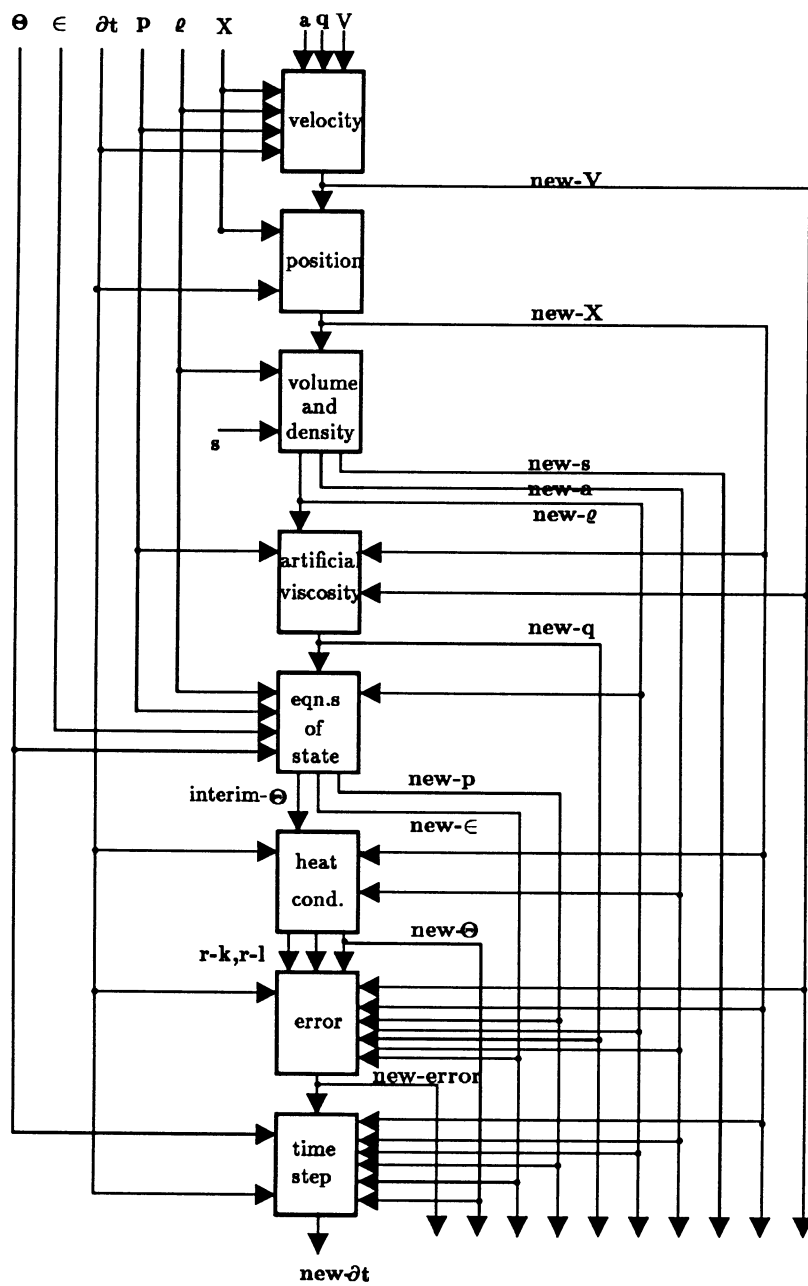 Θ ∈ ∂t p ϱ X a q V
velocity
new-V
position
new-X
volume
and
density
s
new-s
new-a
new-ϱ
artificial
viscosity
new-q
eqn.s
of
state
new-p
interim-Θ
new-∈
heat
cond.
new-Θ
r-k,r-l
error
new-error
time
step
new-∂t